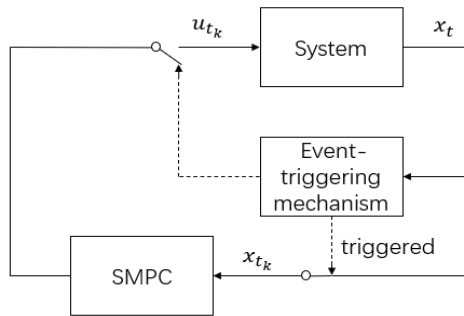 u_{t_k}
System
x_t
Event-
triggering
mechanism
triggered
x_{t_k}
SMPC